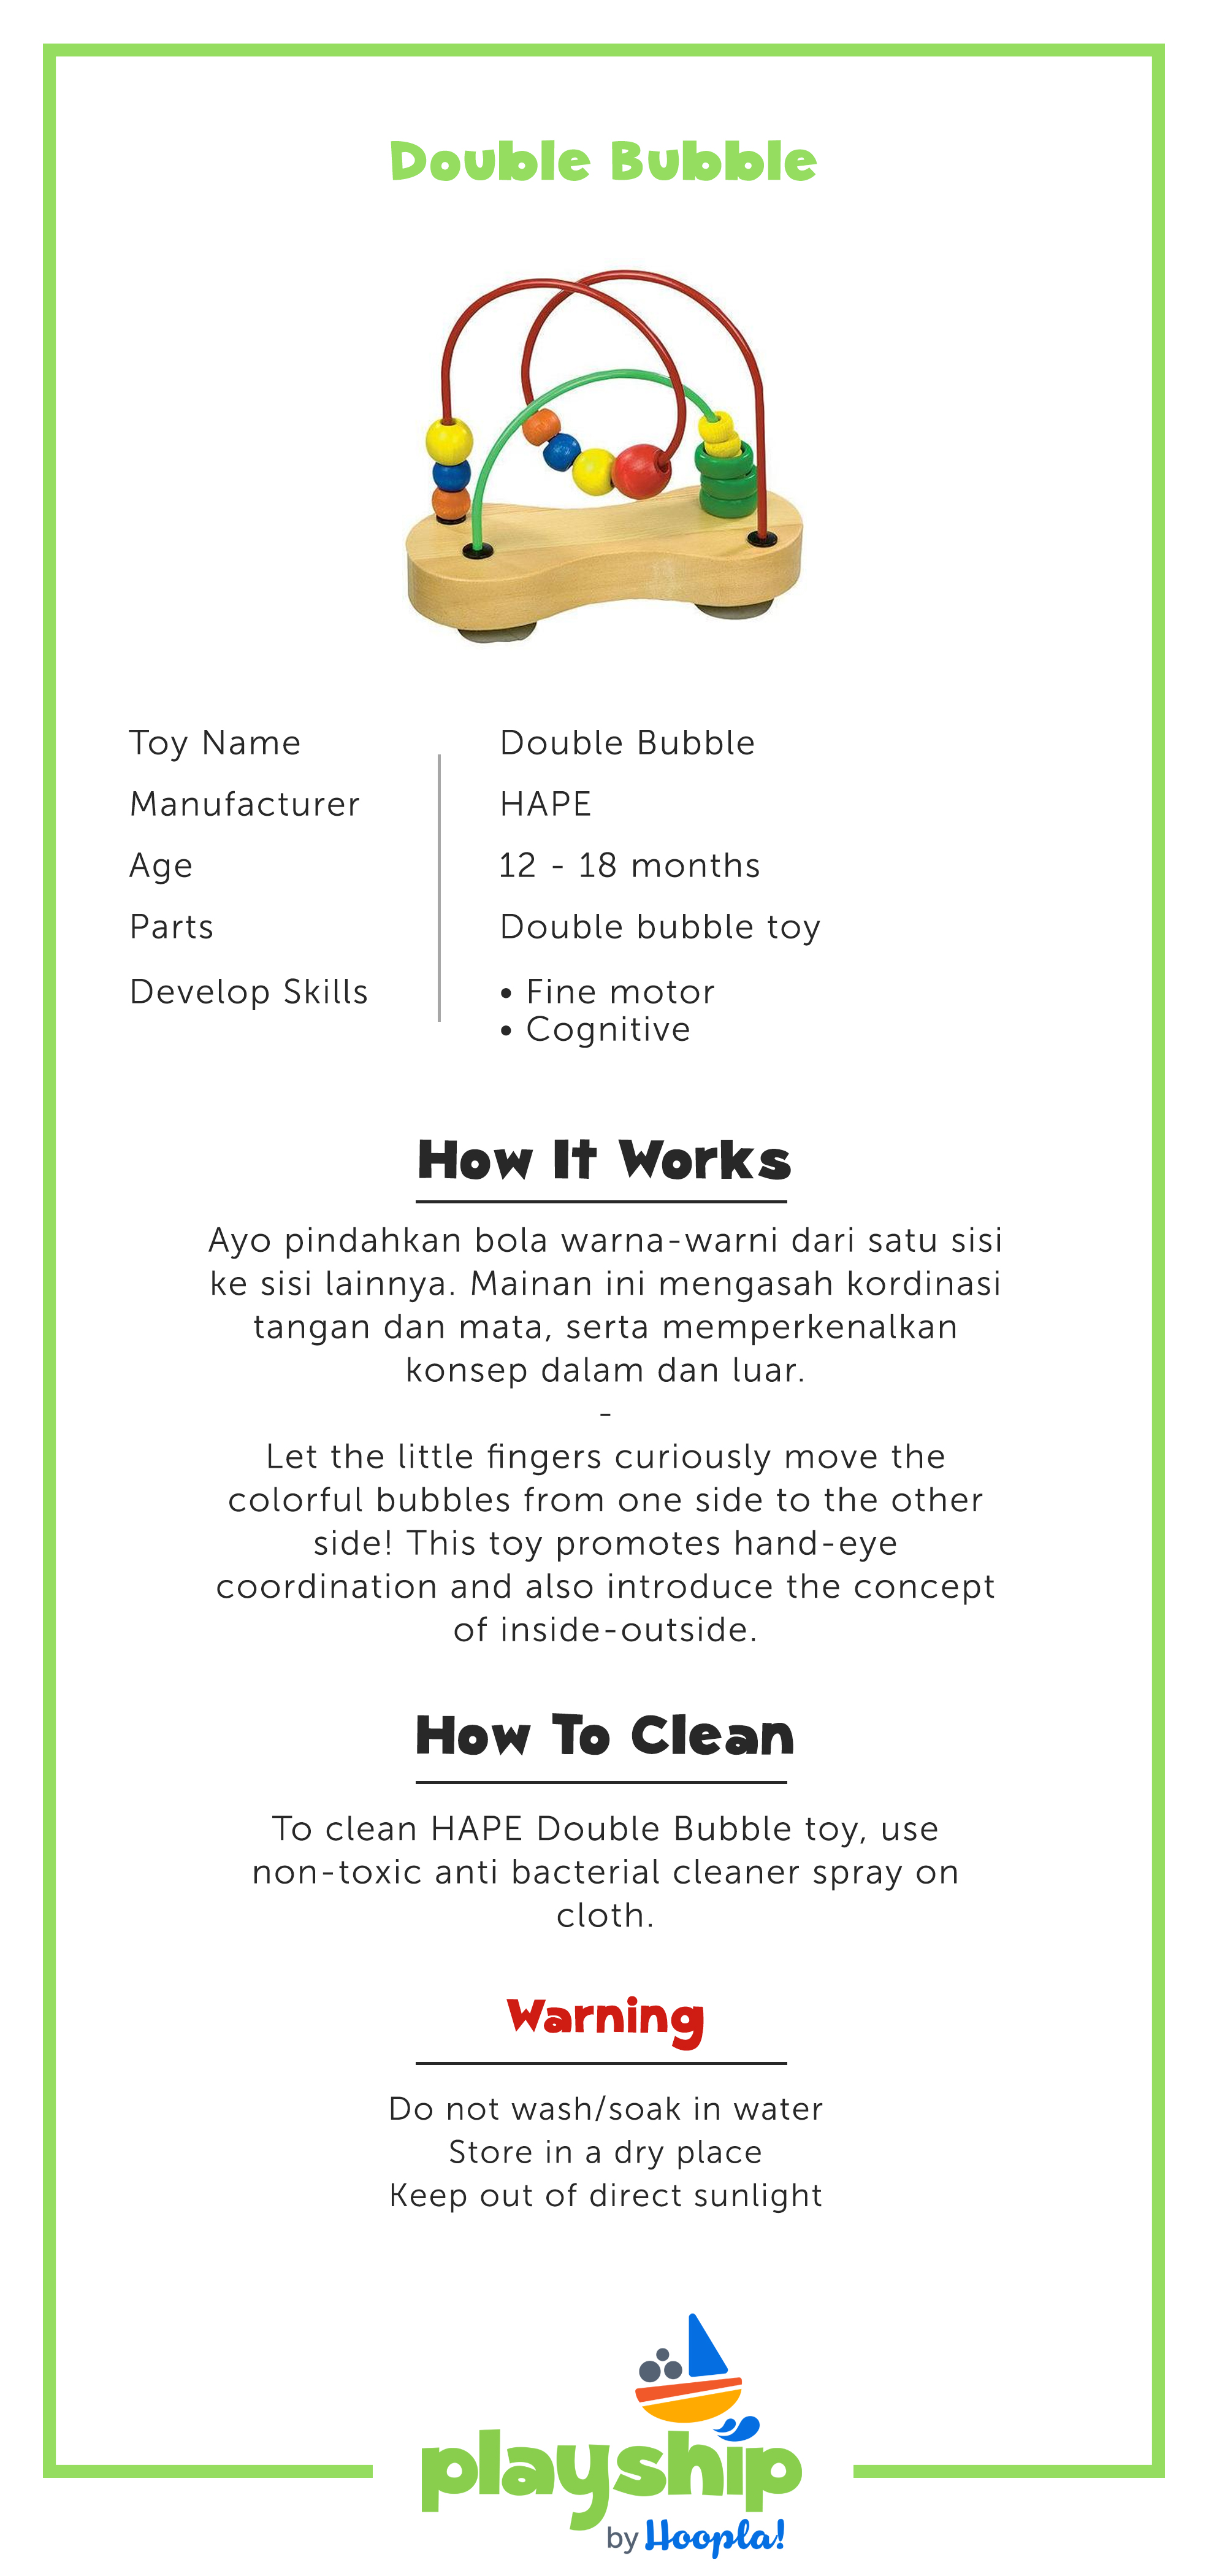 Double Bubble
Toy Name
Double Bubble
Manufacturer
HAPE
Age
12 - 18 months
Parts
Double bubble toy
Develop Skills
• Fine motor
• Cognitive
How It Works
Ayo pindahkan bola warna-warni dari satu sisi
ke sisi lainnya. Mainan ini mengasah kordinasi
tangan dan mata, serta memperkenalkan
konsep dalam dan luar.
-
Let the little fingers curiously move the
colorful bubbles from one side to the other
side! This toy promotes hand-eye
coordination and also introduce the concept
of inside-outside.
How To Clean
To clean HAPE Double Bubble toy, use
non-toxic anti bacterial cleaner spray on
cloth.
Warning
Do not wash/soak in water
Store in a dry place
Keep out of direct sunlight
playship
by Hoopla!